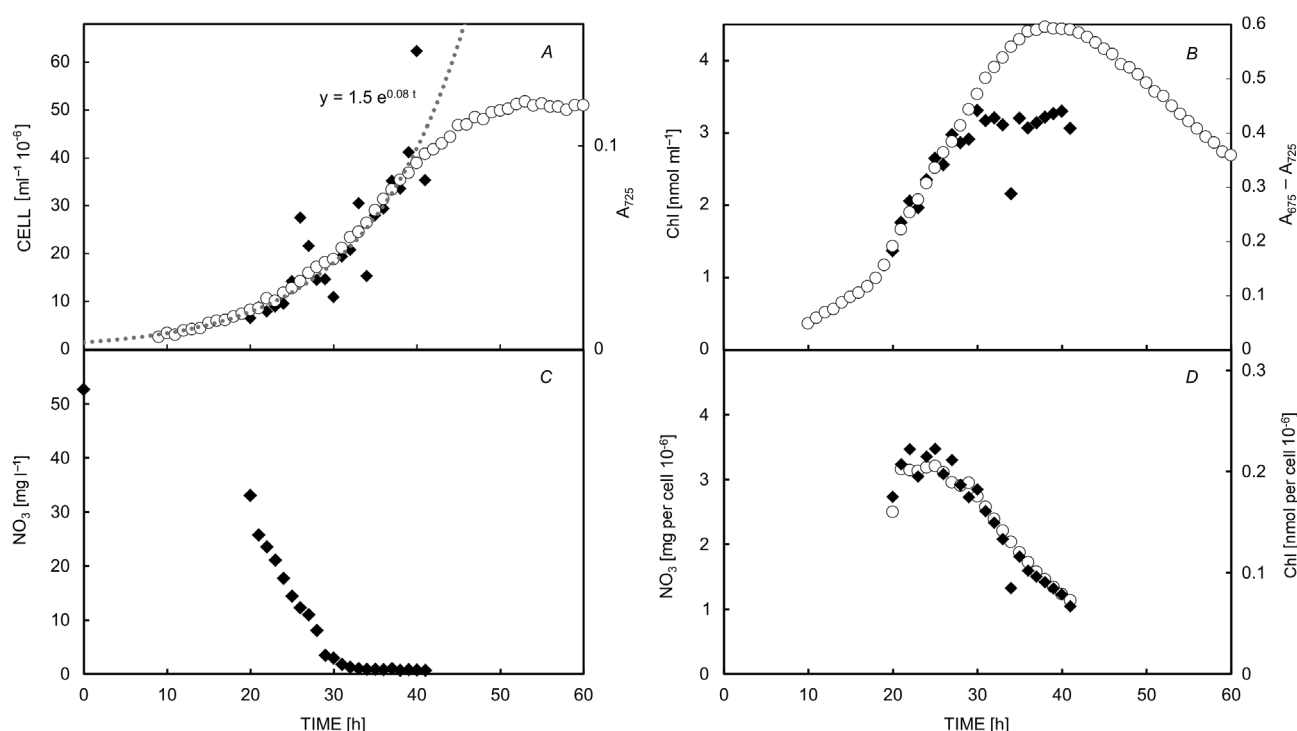 A
60
50
40
30
20
10
0
CELL [ml⁻¹ 10⁻⁶]
y = 1.5 e^0.08 t
0.1
0
A₇₂₅
B
4
3
2
1
0
Chl [nmol ml⁻¹]
0.6
0.5
0.4
0.3
0.2
0.1
0
A₆₇₅ – A₇₂₅
C
50
40
30
20
10
0
NO₃ [mg l⁻¹]
0 10 20 30 40 50 60
TIME [h]
D
4
3
2
1
0
NO₃ [mg per cell 10⁻⁶]
0.3
0.2
0.1
0
Chl [nmol per cell 10⁻⁶]
0 10 20 30 40 50 60
TIME [h]